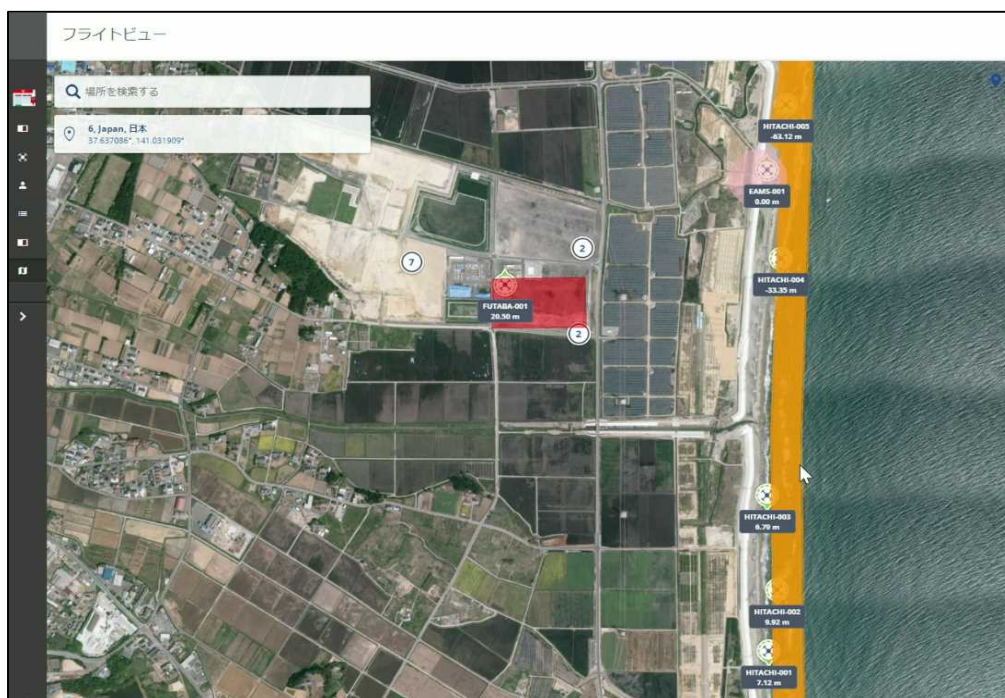 フライトビュー
場所を検索する
6, Japan, 日本
37.637086°, 141.031909°
HITACHI-005
-63.12 m
EAMS-001
0.00 m
2
7
HITACHI-004
-33.35 m
FUTABA-001
20.50 m
2
HITACHI-003
6.79 m
HITACHI-002
9.92 m
HITACHI-001
7.12 m